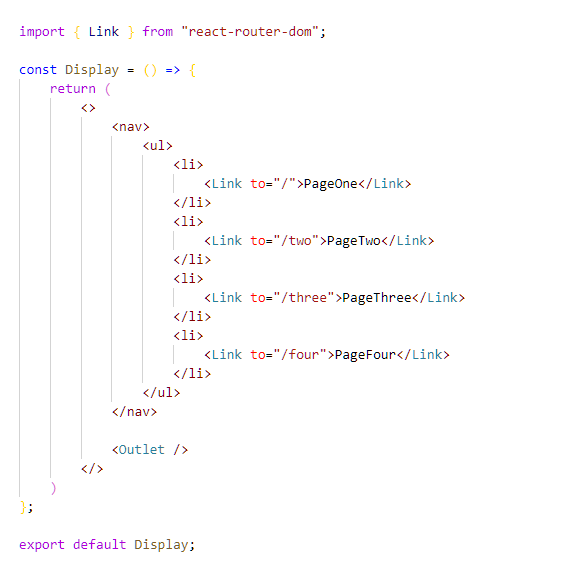 import { Link } from "react-router-dom";
const Display = () => {
return (
<>
<nav>
<ul>
<li>
<Link to="/">PageOne</Link>
</li>
<li>
<Link to="/two">PageTwo</Link>
</li>
<li>
<Link to="/three">PageThree</Link>
</li>
<li>
<Link to="/four">PageFour</Link>
</li>
</ul>
</nav>
<Outlet />
</>
)
};
export default Display;